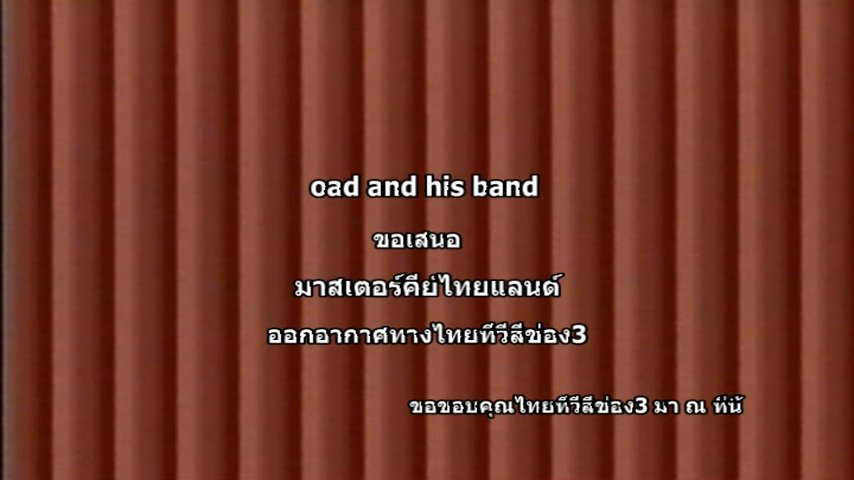 oad and his band
ขอเสนอ
มาสเตอร์คีย์ไทยแลนด์
ออกอากาศทางไทยทีวีสีช่อง3
ขอขอบคุณไทยทีวีสีช่อง3 มา ณ ที่นี้